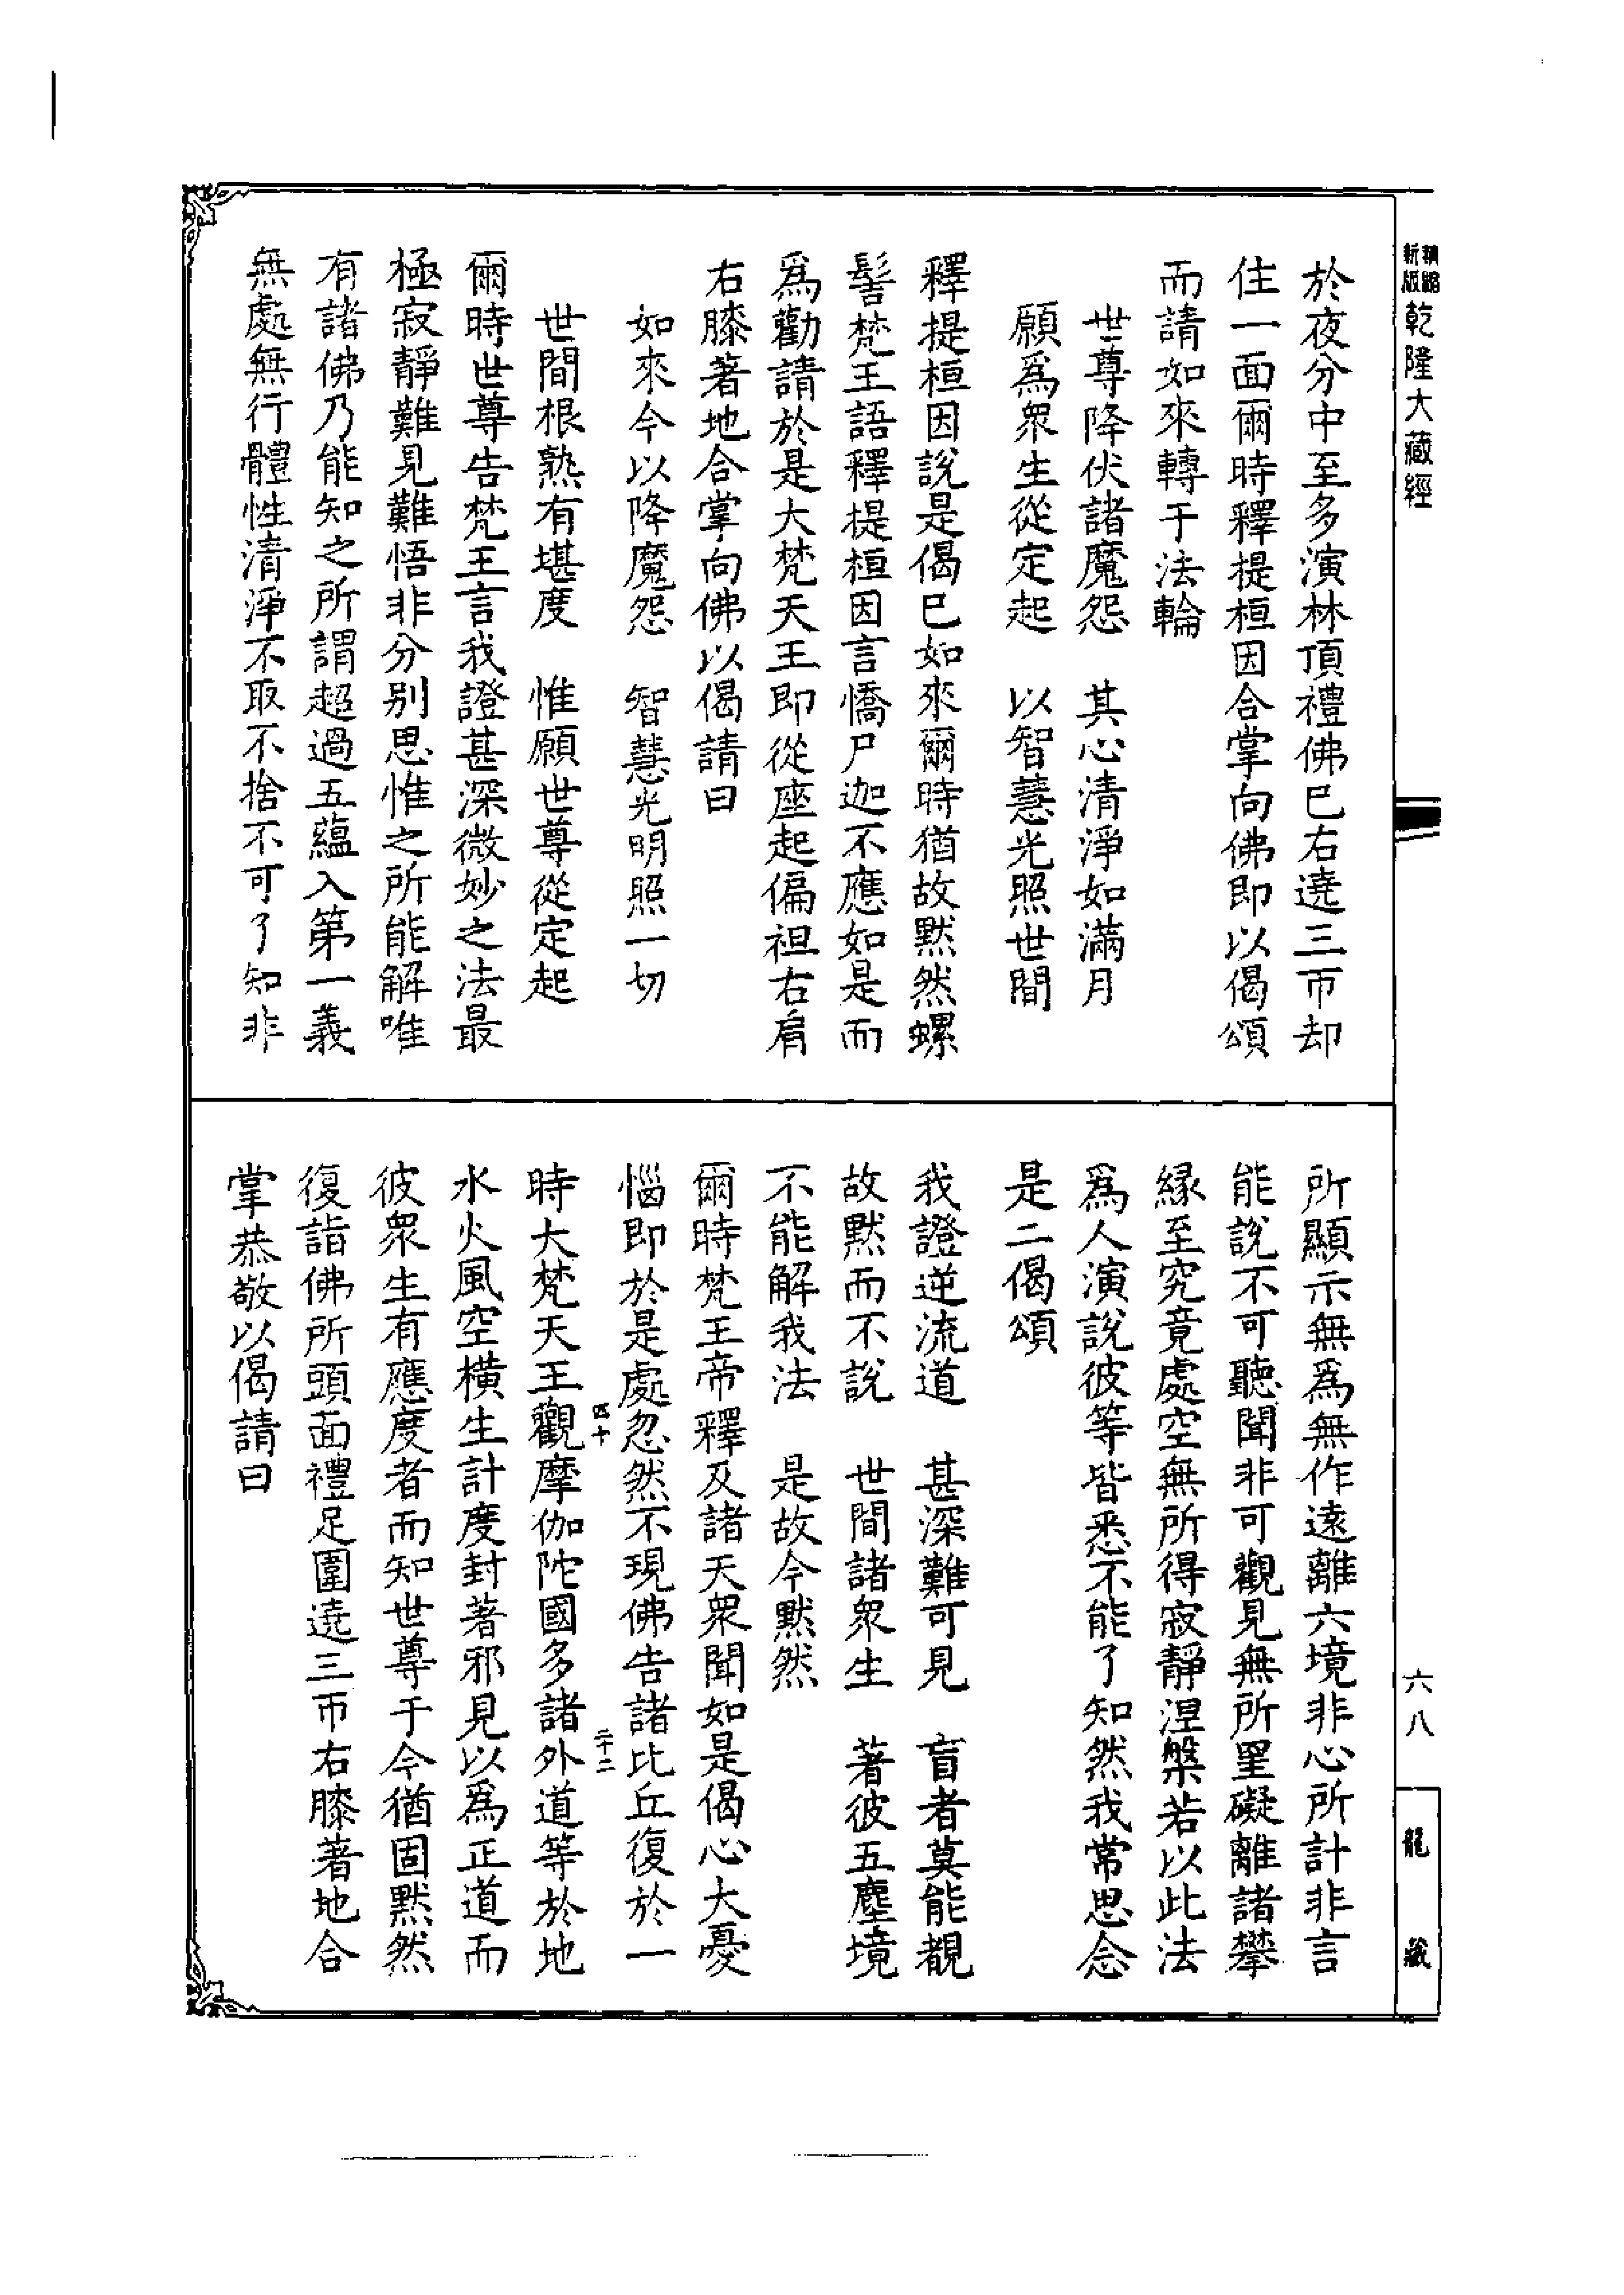 精縮新版乾隆大藏經
於夜分中至多演林頂禮佛已右遶三帀却
住一面爾時釋提桓因合掌向佛即以偈頌
而請如來轉于法輪
世尊降伏諸魔怨　其心清淨如滿月
願爲衆生從定起　以智慧光照世間
釋提桓因說是偈已如來爾時猶故默然螺
髻梵王語釋提桓因言憍尸迦不應如是而
爲勸請於是大梵天王即從座起偏袒右肩
右膝著地合掌向佛以偈請曰
如來今以降魔怨　智慧光明照一切
世間根熟有堪度　惟願世尊從定起
爾時世尊告梵王言我證甚深微妙之法最
極寂靜難見難悟非分別思惟之所能解唯
有諸佛乃能知之所謂超過五蘊入第一義
無處無行體性清淨不取不捨不可了知非
所顯示無爲無作遠離六境非心所計非言
能說不可聽聞非可觀見無所罣礙離諸攀
緣至究竟處空無所得寂靜涅槃若以此法
爲人演說彼等皆悉不能了知然我常思念
是二偈頌
我證逆流道　甚深難可見　盲者莫能覩
故默而不說　世間諸衆生　著彼五塵境
不能解我法　是故今默然
爾時梵王帝釋及諸天衆聞如是偈心大憂
惱即於是處忽然不現佛告諸比丘復於一
四十　二十二
時大梵天王觀摩伽陀國多諸外道等於地
水火風空橫生計度封著邪見以爲正道而
彼衆生有應度者而知世尊于今猶固默然
復詣佛所頭面禮足圍遶三帀右膝著地合
掌恭敬以偈請曰
六八
龍藏